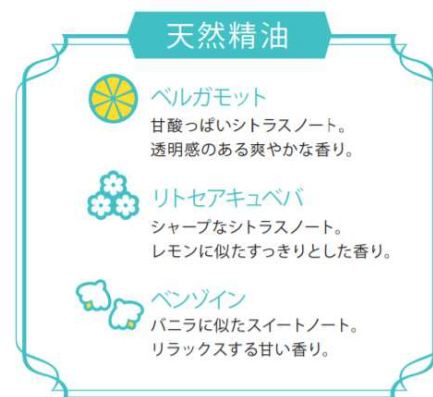 天然精油
ベルガモット
甘酸っぱいシトラスノート。
透明感のある爽やかな香り。
リトセアキュベバ
シャープなシトラスノート。
レモンに似たすっきりとした香り。
ベンゾイン
バニラに似たスイートノート。
リラックスする甘い香り。